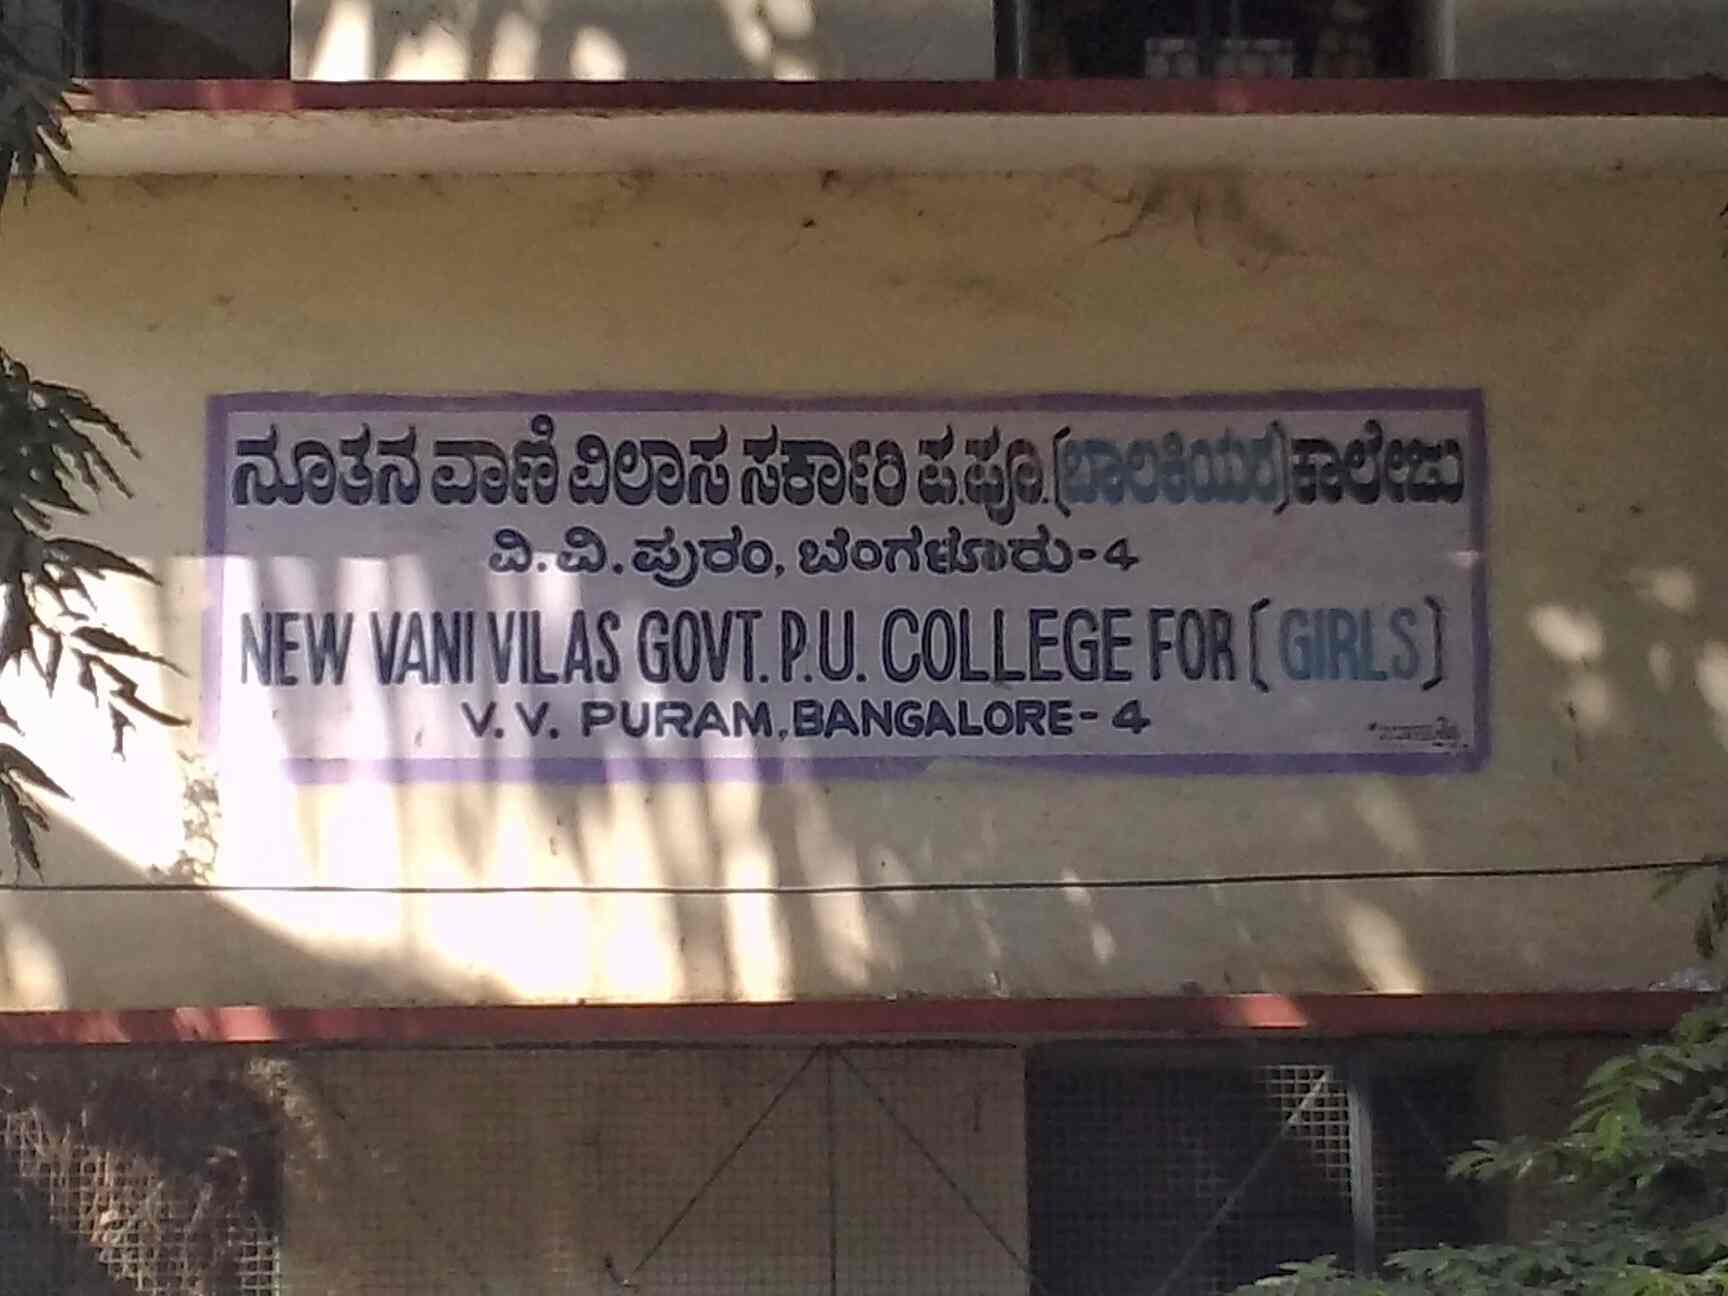 ನೂತನ ವಾಣಿ ವಿಲಾಸ ಸರ್ಕಾರಿ ಪ.ಪೂ.(ಬಾಲಕಿಯರ)ಕಾಲೇಜು
ವಿ.ವಿ.ಪುರಂ, ಬೆಂಗಳೂರು-4
NEW VANI VILAS GOVT. P.U. COLLEGE FOR (GIRLS)
V.V. PURAM, BANGALORE-4